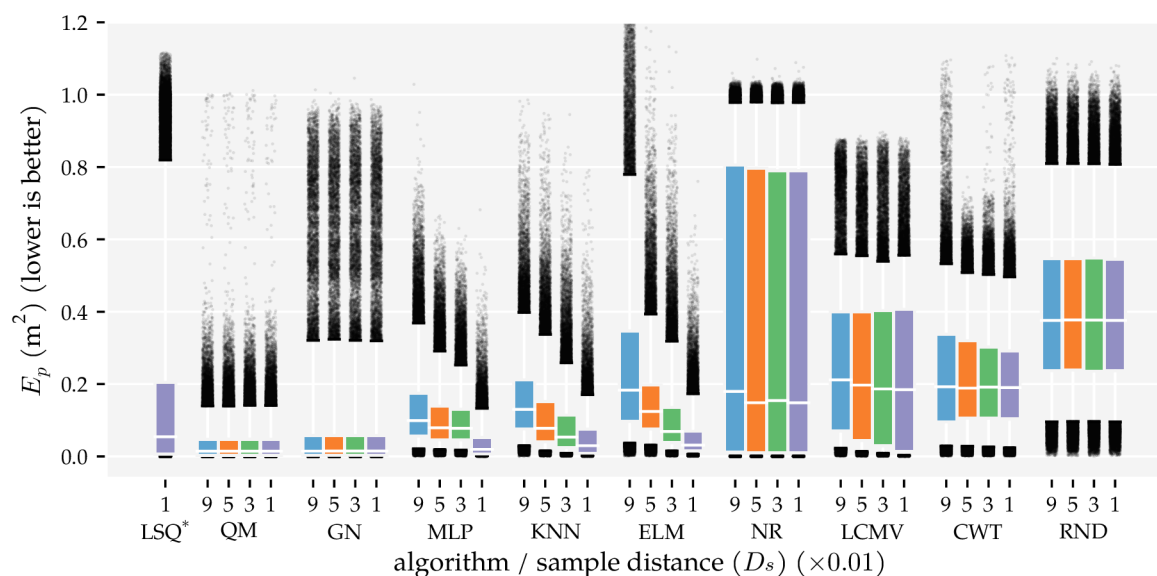 E_p (m²) (lower is better)
1.2
1.0
0.8
0.6
0.4
0.2
0.0
1 9 5 3 1 9 5 3 1 9 5 3 1 9 5 3 1 9 5 3 1 9 5 3 1 9 5 3 1 9 5 3 1 9 5 3 1
LSQ* QM GN MLP KNN ELM NR LCMV CWT RND
algorithm / sample distance (D_s) (×0.01)